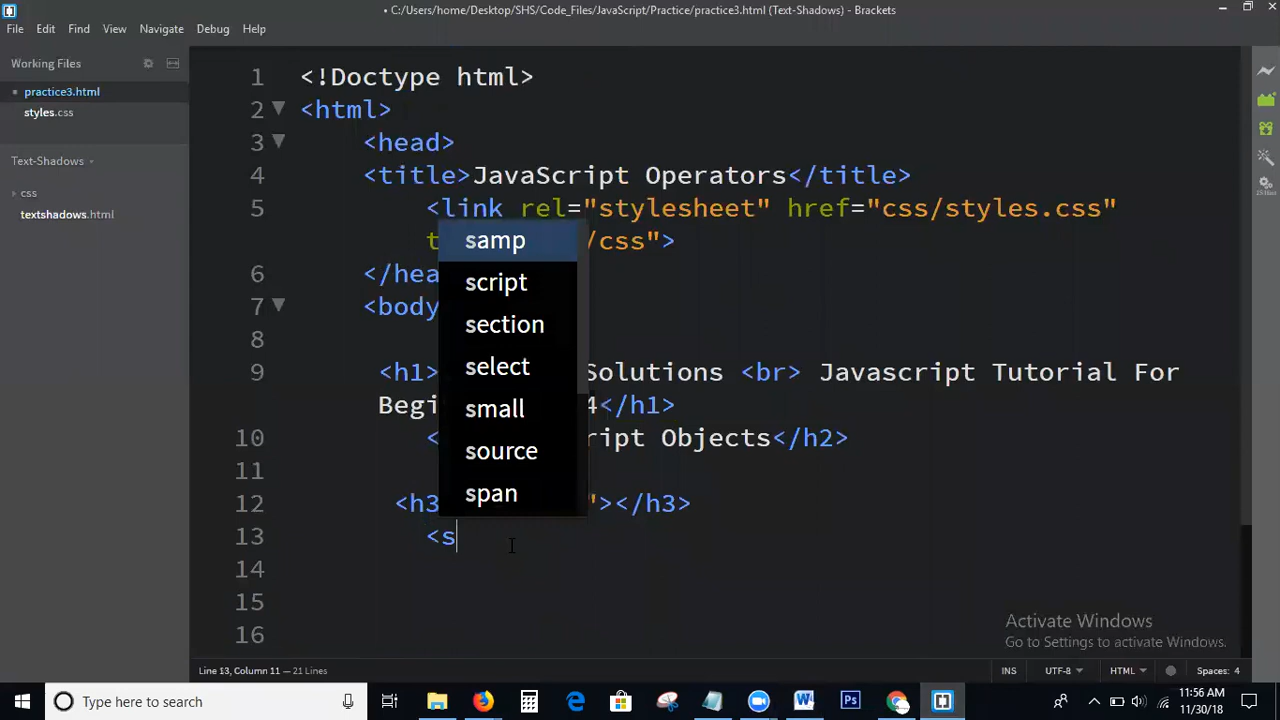 • C:/Users/home/Desktop/SHS/Code_Files/JavaScript/Practice/practice3.html (Text-Shadows) - Brackets
File Edit Find View Navigate Debug Help
Working Files
• practice3.html
styles.css
Text-Shadows
css
textshadows.html
1 <!Doctype html>
2 <html>
3 <head>
4 <title>JavaScript Operators</title>
5 <link rel="stylesheet" href="css/styles.css"
t /css">
6 </hea
7 <body
8
9 <h1> Solutions <br> Javascript Tutorial For
Begi 4</h1>
10 < ript Objects</h2>
11
12 <h3 "></h3>
13 <s
14
15
16
samp
script
section
select
small
source
span
Activate Windows
Go to Settings to activate Windows.
Line 13, Column 11 — 21 Lines
INS UTF-8 HTML Spaces: 4
Type here to search
11:56 AM
11/30/18